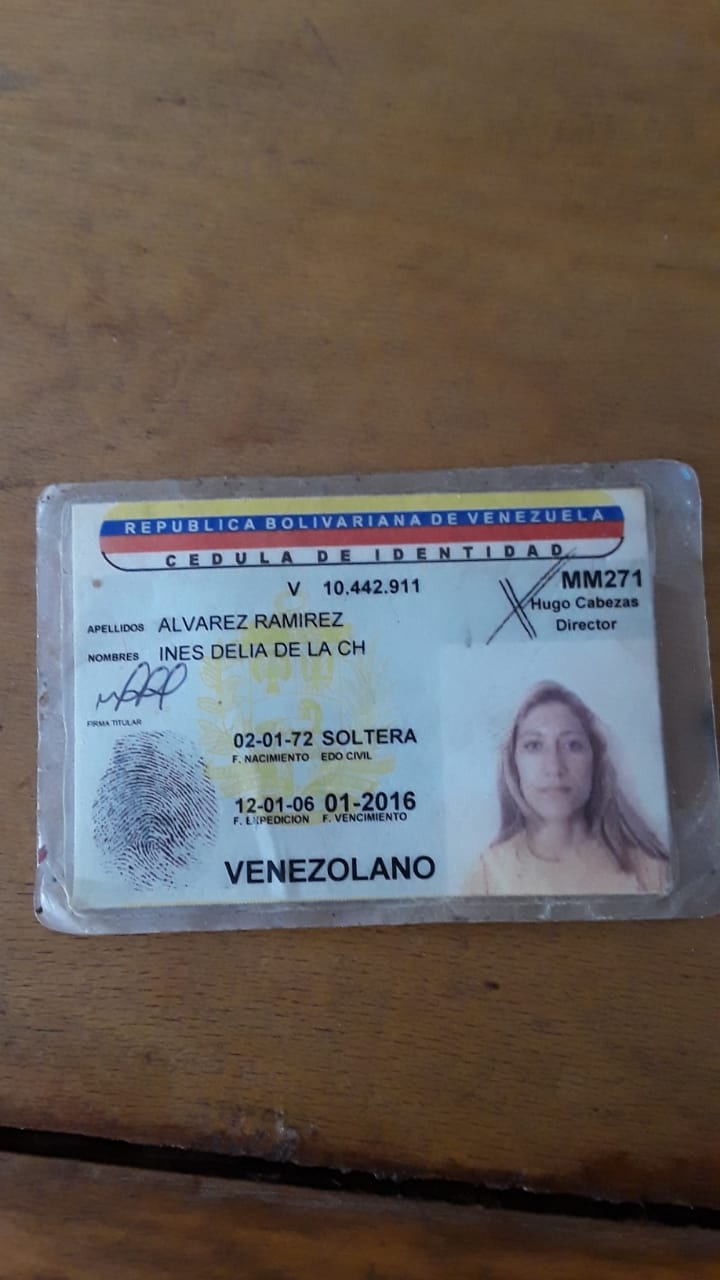 REPUBLICA BOLIVARIANA DE VENEZUELA
CEDULA DE IDENTIDAD
V 10.442.911
MM271
Hugo Cabezas
Director
APELLIDOS ALVAREZ RAMIREZ
NOMBRES INES DELIA DE LA CH
FIRMA TITULAR
02-01-72 SOLTERA
F. NACIMIENTO EDO CIVIL
12-01-06 01-2016
F. EXPEDICION F. VENCIMIENTO
VENEZOLANO